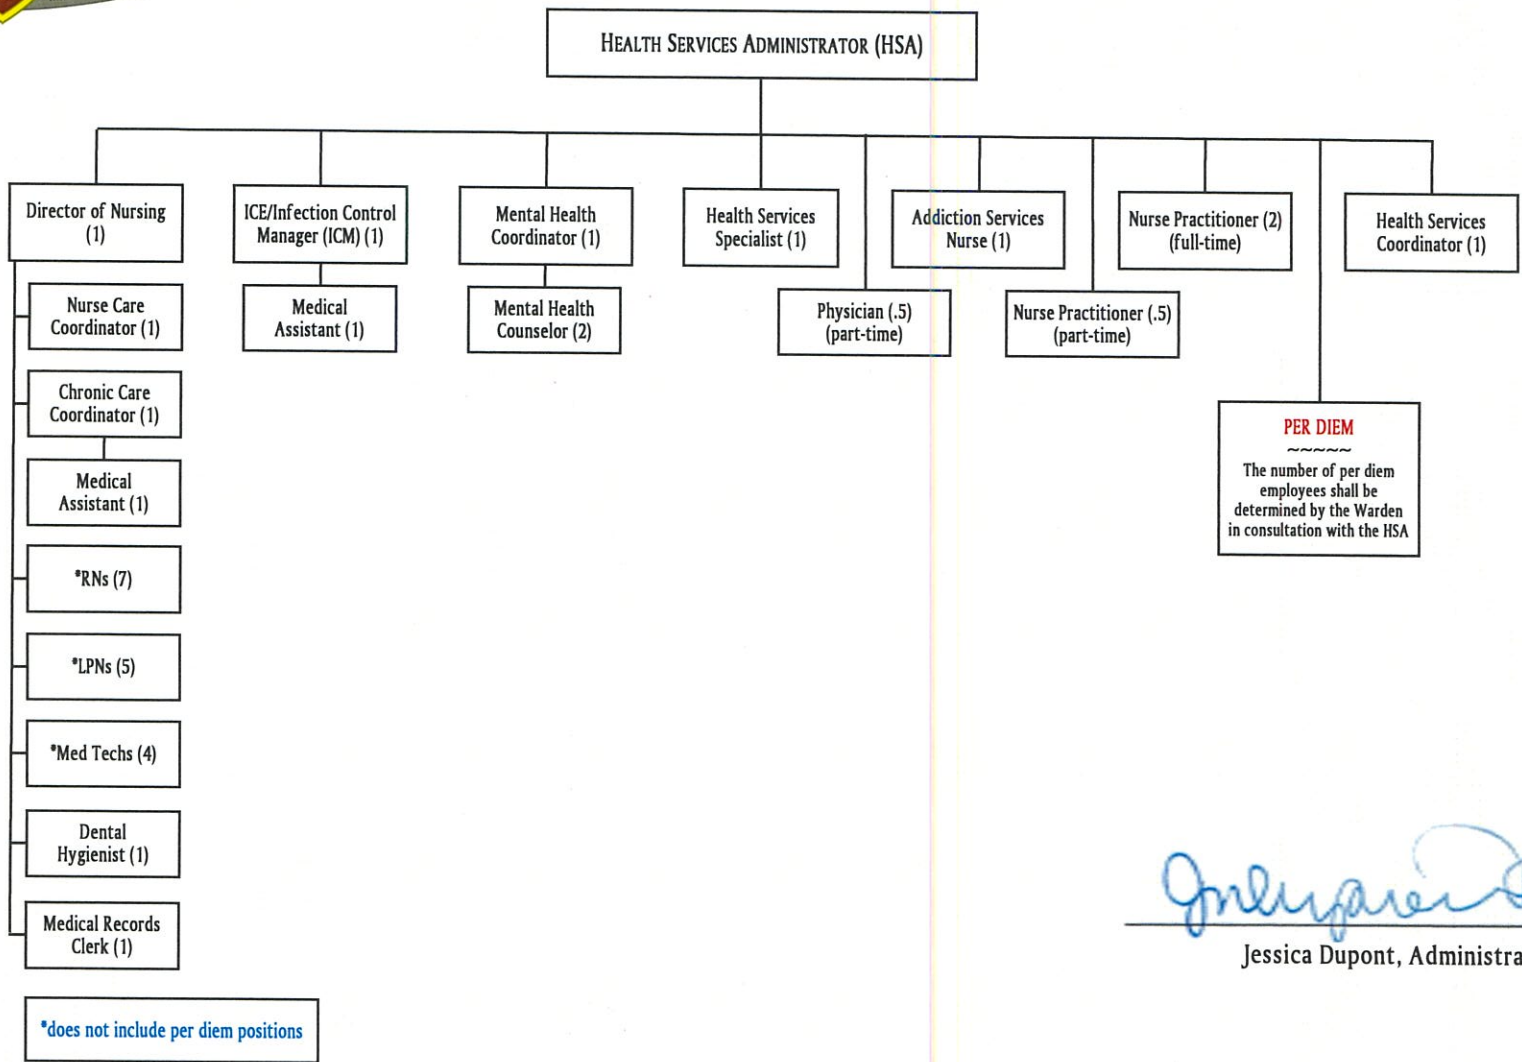 HEALTH SERVICES ADMINISTRATOR (HSA)
Director of Nursing
(1)
ICE/Infection Control
Manager (ICM) (1)
Mental Health
Coordinator (1)
Health Services
Specialist (1)
Addiction Services
Nurse (1)
Nurse Practitioner (2)
(full-time)
Health Services
Coordinator (1)
Nurse Care
Coordinator (1)
Medical
Assistant (1)
Mental Health
Counselor (2)
Physician (.5)
(part-time)
Nurse Practitioner (.5)
(part-time)
Chronic Care
Coordinator (1)
Medical
Assistant (1)
*RNs (7)
*LPNs (5)
*Med Techs (4)
Dental
Hygienist (1)
Medical Records
Clerk (1)
PER DIEM
~~~~~
The number of per diem
employees shall be
determined by the Warden
in consultation with the HSA
Jessica Dupont, Administra
*does not include per diem positions